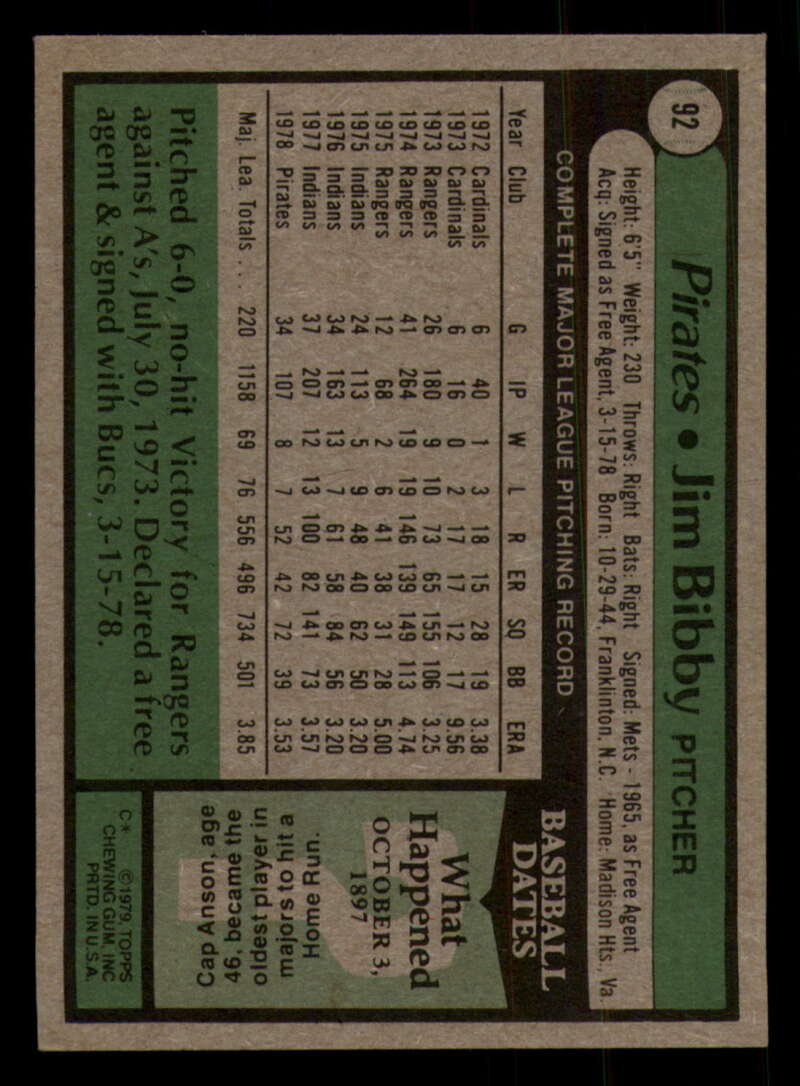 92
Pirates • Jim Bibby PITCHER
Height: 6'5" Weight: 230 Throws: Right Bats: Right Signed: Mets - 1965, as Free Agent
Acq: Signed as Free Agent, 3-15-78 Born: 10-29-44, Franklinton, N.C. Home: Madison Hts., Va
COMPLETE MAJOR LEAGUE PITCHING RECORD
Year Club G IP W L R ER SO BB ERA
1972 Cardinals 6 40 1 3 18 15 28 19 3.38
1973 Cardinals 6 16 0 2 17 17 12 17 9.56
1973 Rangers 26 180 9 10 73 65 155 106 3.25
1974 Rangers 41 264 19 19 146 139 149 113 4.74
1975 Rangers 12 68 2 6 41 38 31 28 5.00
1975 Indians 24 113 5 9 48 40 62 50 3.20
1976 Indians 34 163 13 7 61 58 84 56 3.20
1977 Indians 37 207 12 13 100 82 141 73 3.57
1978 Pirates 34 107 8 7 52 42 72 39 3.53
Maj. Lea. Totals . . . 220 1158 69 76 556 496 734 501 3.85
Pitched 6-0, no-hit Victory for Rangers
against A's, July 30, 1973. Declared a free
agent & signed with Bucs, 3-15-78.
BASEBALL
DATES
What
Happened
OCTOBER 3,
1897
Cap Anson, age
46, became the
oldest player in
majors to hit a
Home Run.
C* ©1979, TOPPS
CHEWING GUM, INC
PRTD. IN U.S.A.